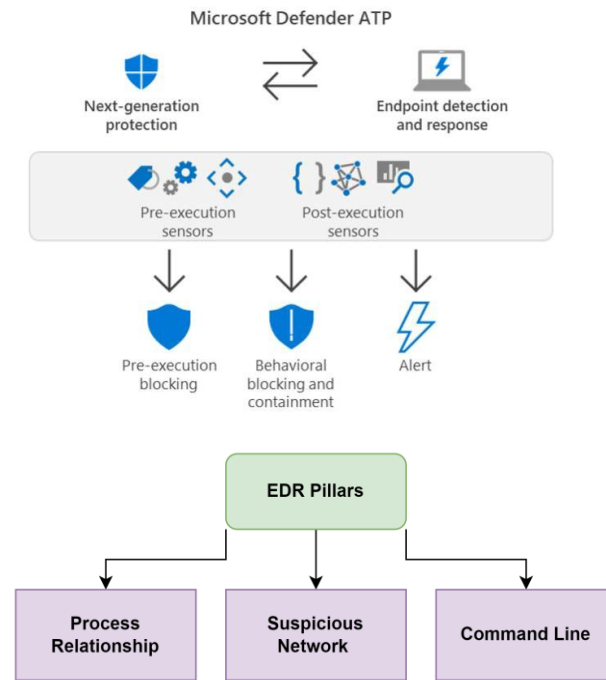 Microsoft Defender ATP
Next-generation
protection
Endpoint detection
and response
Pre-execution
sensors
Post-execution
sensors
Pre-execution
blocking
Behavioral
blocking and
containment
Alert
EDR Pillars
Process
Relationship
Suspicious
Network
Command Line